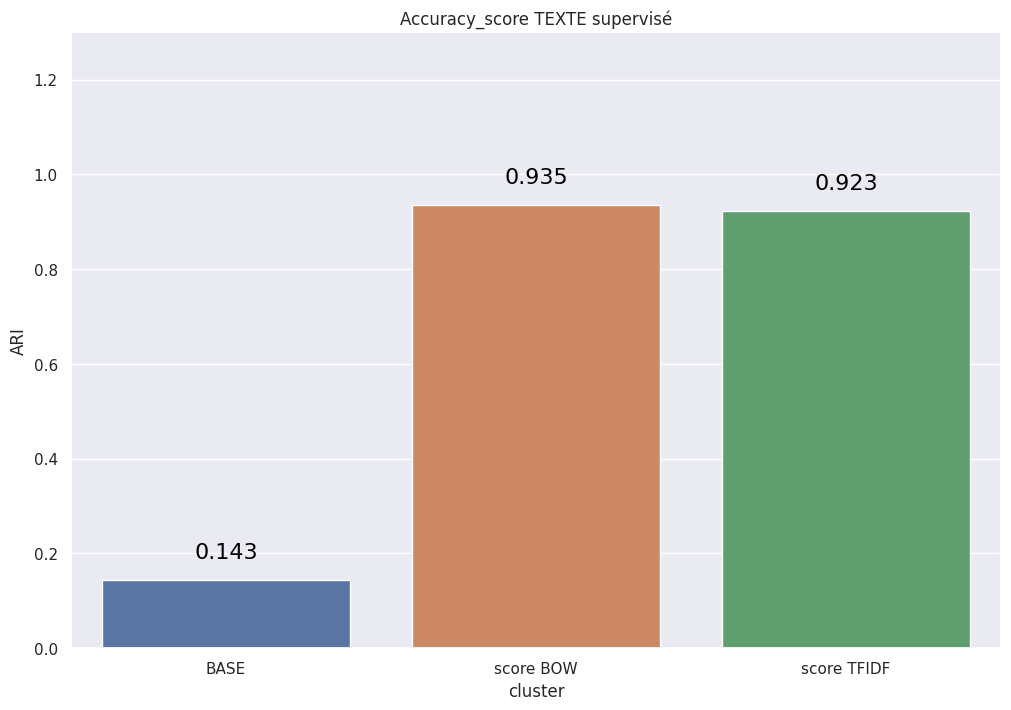 Accuracy_score TEXTE supervisé
1.2
1.0
0.8
0.6
0.4
0.2
0.0
ARI
0.143
0.935
0.923
BASE
score BOW
score TFIDF
cluster